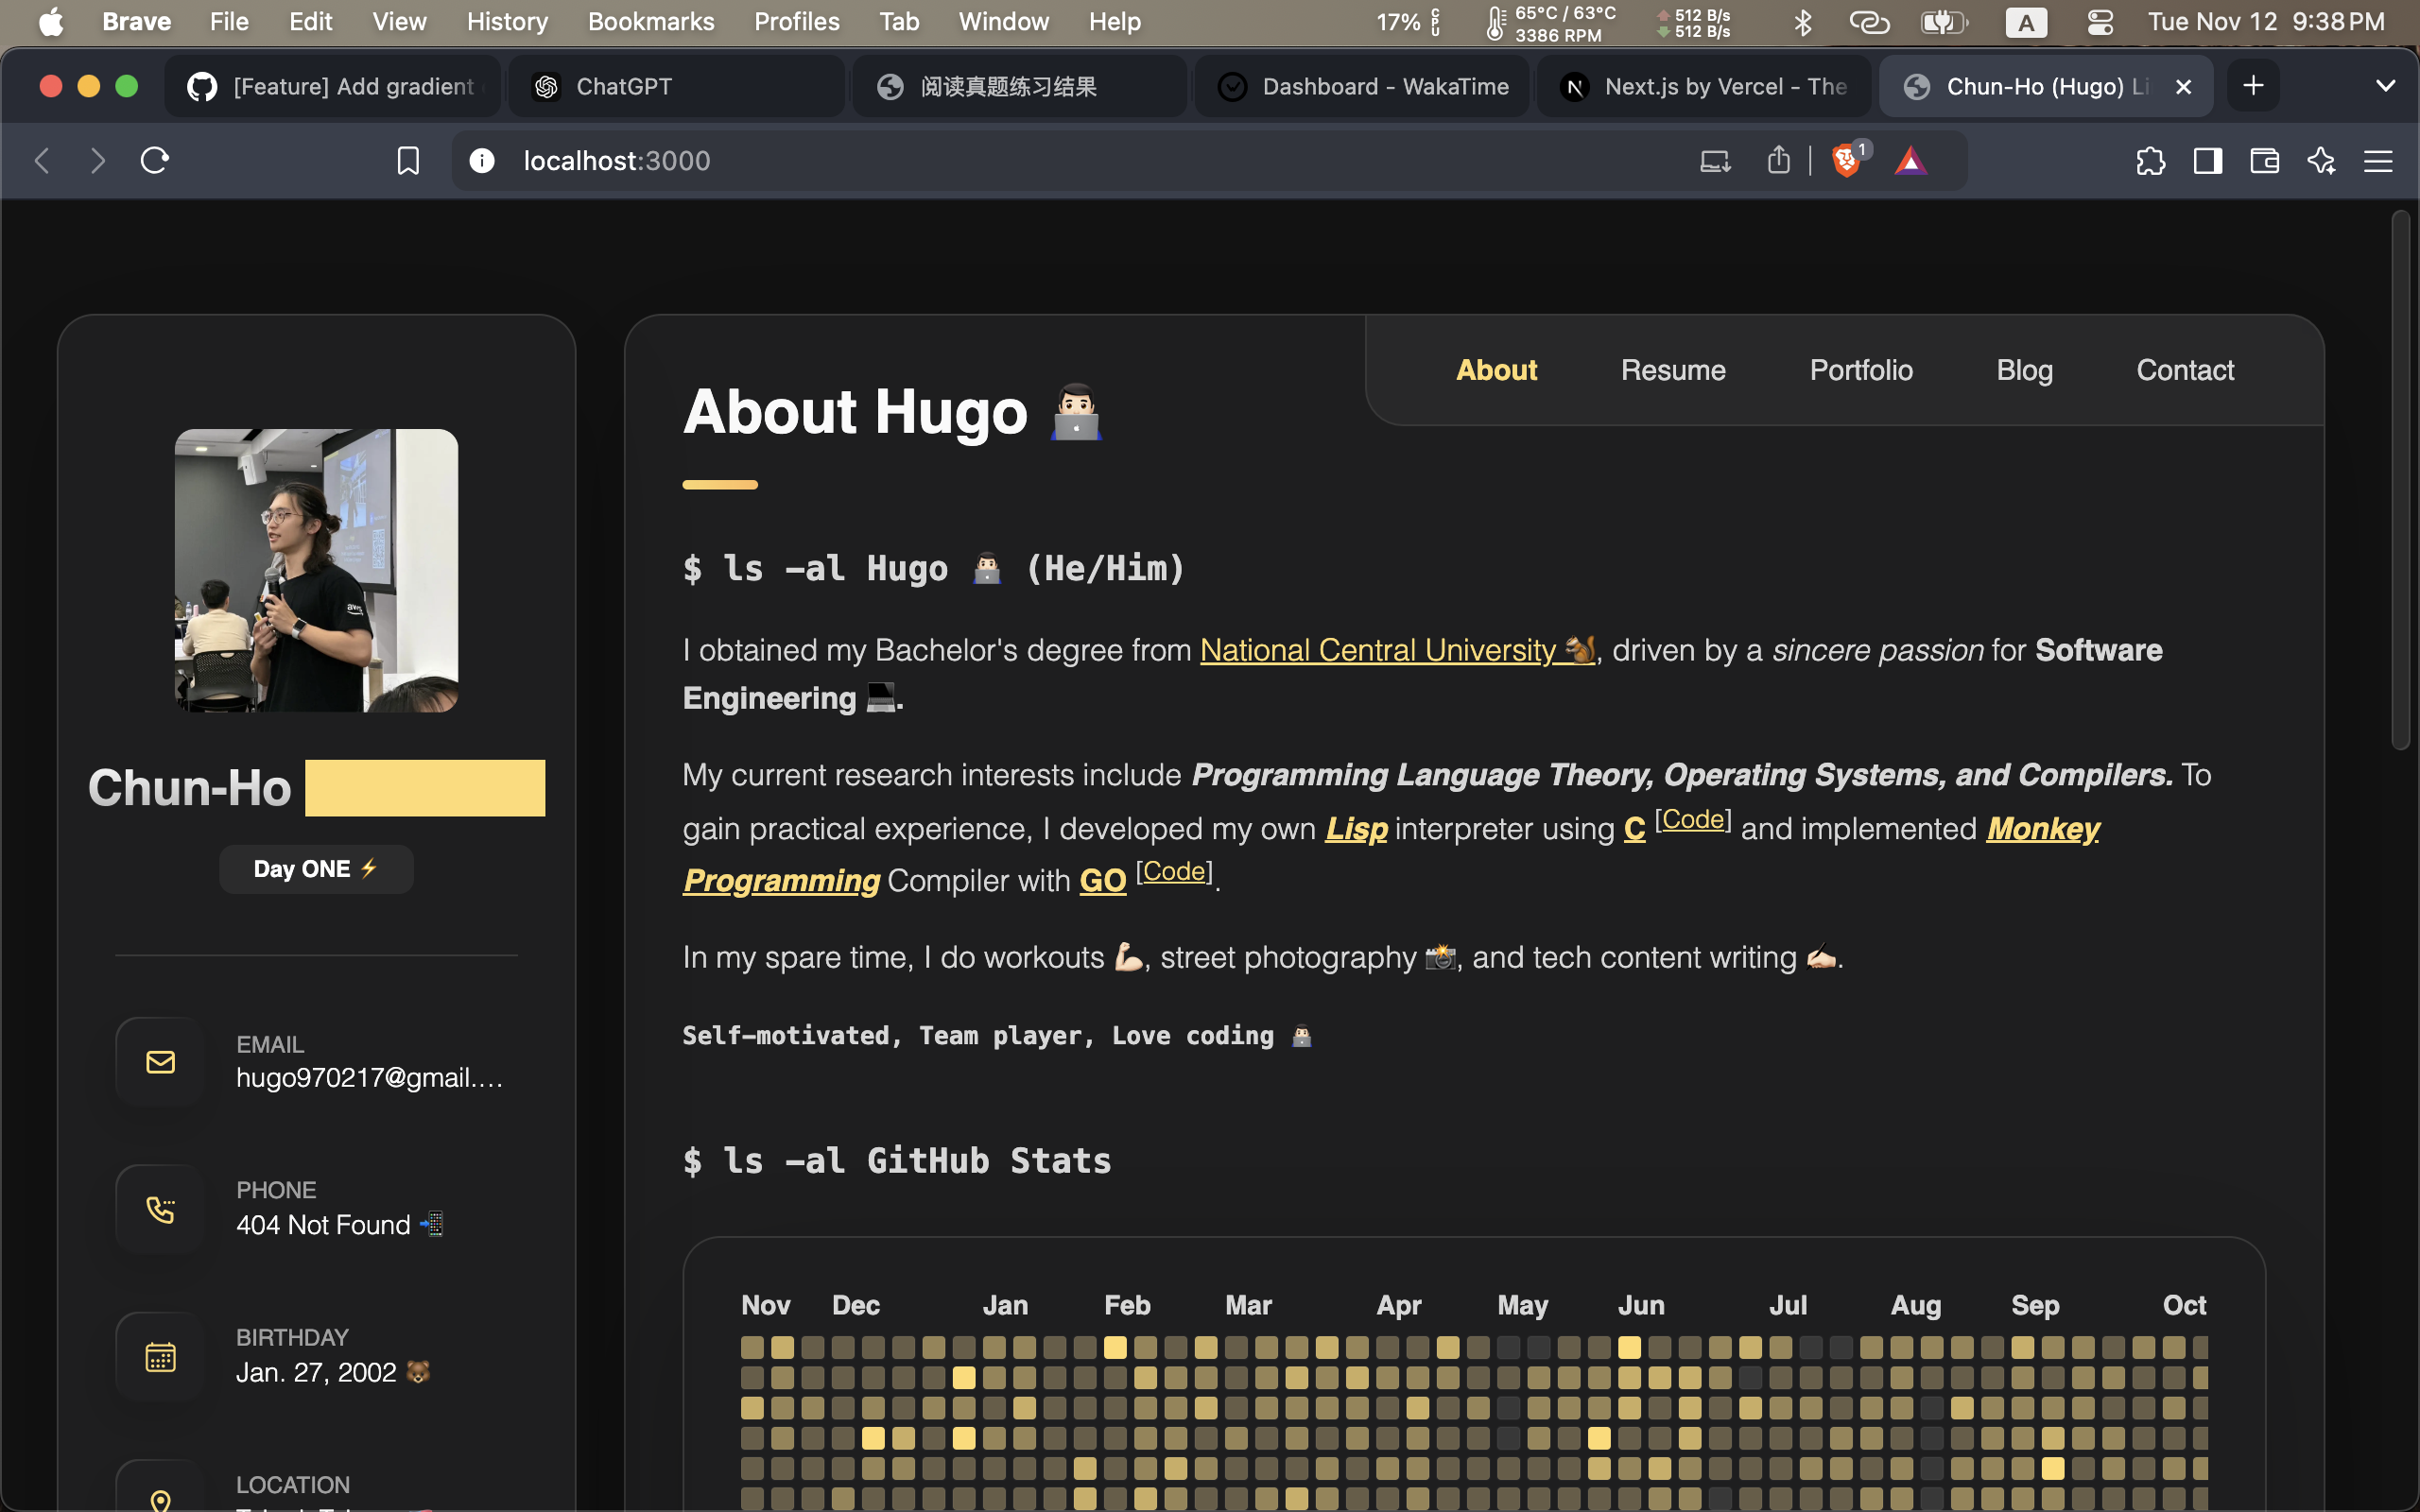 Brave File Edit View History Bookmarks Profiles Tab Window Help 17% CPU 65°C / 63°C 3386 RPM 512 B/s 512 B/s A Tue Nov 12 9:38 PM
[Feature] Add gradient ChatGPT 阅读真题练习结果 Dashboard - WakaTime Next.js by Vercel - The Chun-Ho (Hugo) Li
localhost:3000 1
About Resume Portfolio Blog Contact
About Hugo 👨🏻‍💻
$ ls -al Hugo 👨🏻‍💻 (He/Him)
I obtained my Bachelor's degree from National Central University 🐿️, driven by a sincere passion for Software
Engineering 💻.
My current research interests include Programming Language Theory, Operating Systems, and Compilers. To
gain practical experience, I developed my own Lisp interpreter using C [Code] and implemented Monkey
Programming Compiler with GO [Code].
In my spare time, I do workouts 💪🏻, street photography 📸, and tech content writing ✍🏻.
Self-motivated, Team player, Love coding 👨🏻‍💻
$ ls -al GitHub Stats
Nov Dec Jan Feb Mar Apr May Jun Jul Aug Sep Oct
aws
Chun-Ho
Day ONE ⚡
EMAIL
hugo970217@gmail....
PHONE
404 Not Found 📲
BIRTHDAY
Jan. 27, 2002 🐻
LOCATION